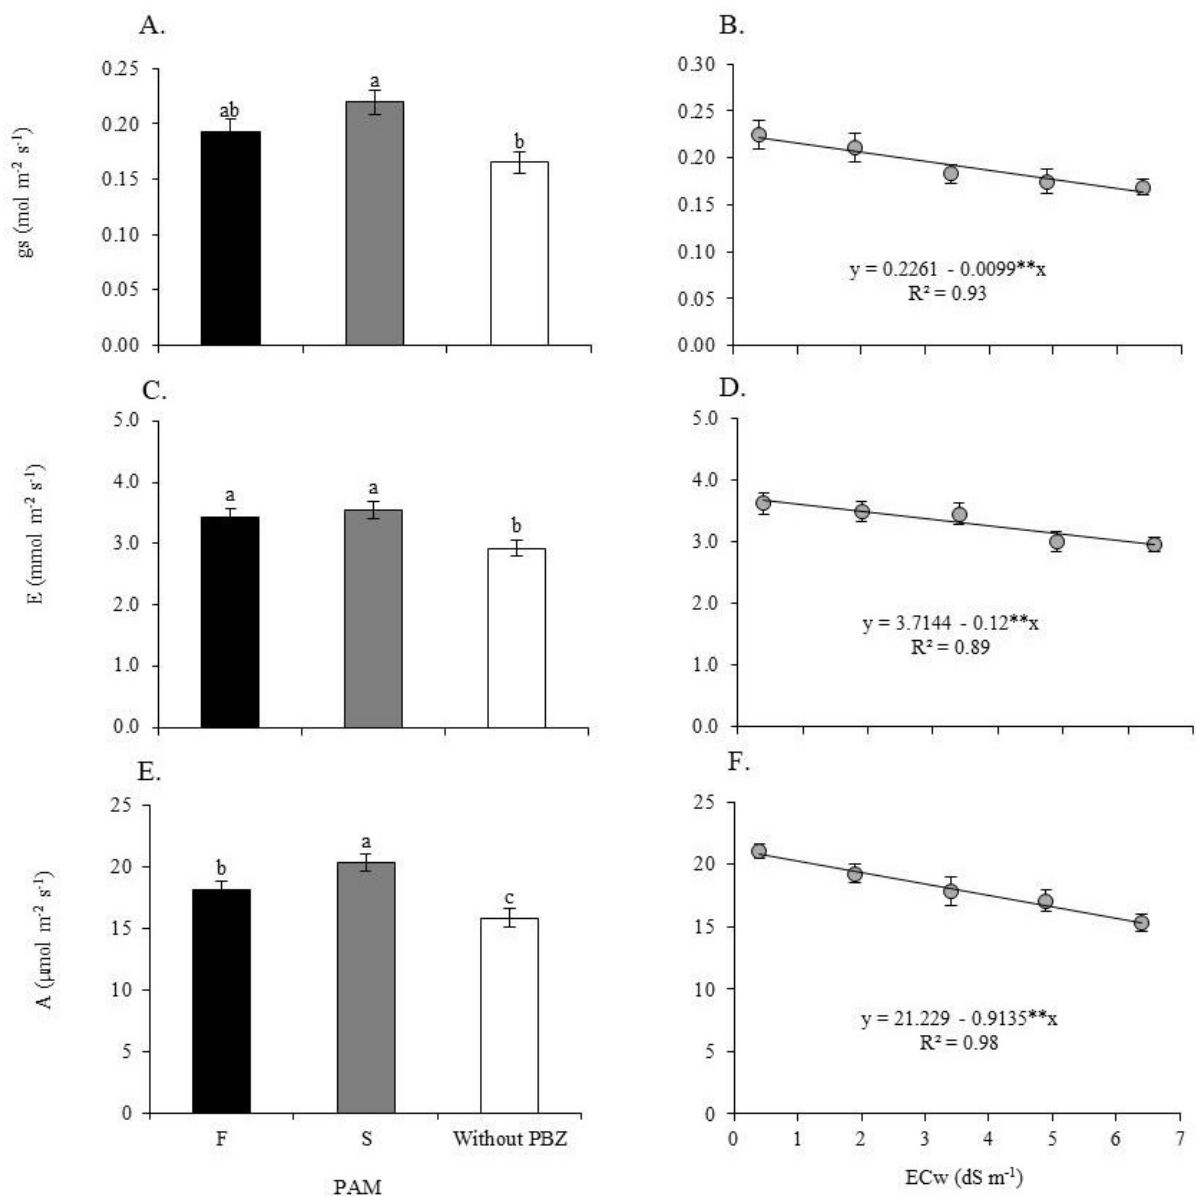 A.
gs (mol m⁻² s⁻¹)
0.25
0.20
0.15
0.10
0.05
0.00
ab
a
b
B.
0.30
0.25
0.20
0.15
0.10
0.05
0.00
y = 0.2261 - 0.0099**x
R² = 0.93
C.
E (mmol m⁻² s⁻¹)
5.0
4.0
3.0
2.0
1.0
0.0
a
a
b
D.
5.0
4.0
3.0
2.0
1.0
0.0
y = 3.7144 - 0.12**x
R² = 0.89
E.
A (µmol m⁻² s⁻¹)
25
20
15
10
5
0
b
a
c
F S Without PBZ
PAM
F.
25
20
15
10
5
0
y = 21.229 - 0.9135**x
R² = 0.98
0 1 2 3 4 5 6 7
ECw (dS m⁻¹)